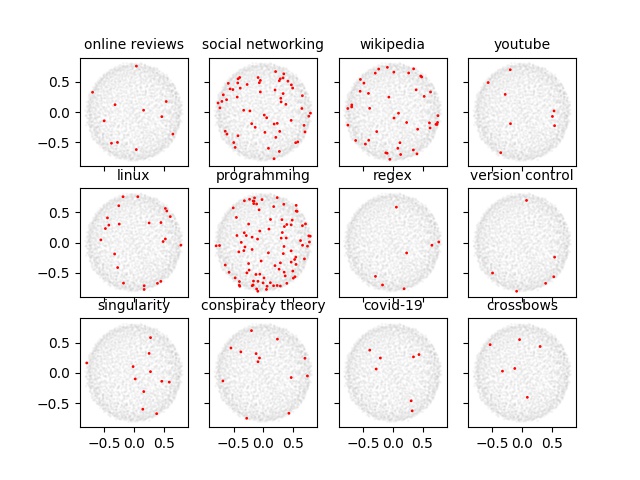 online reviews social networking wikipedia youtube
0.5
0.0
−0.5
linux programming regex version control
0.5
0.0
−0.5
singularity conspiracy theory covid-19 crossbows
0.5
0.0
−0.5
−0.5 0.0 0.5 −0.5 0.0 0.5 −0.5 0.0 0.5 −0.5 0.0 0.5